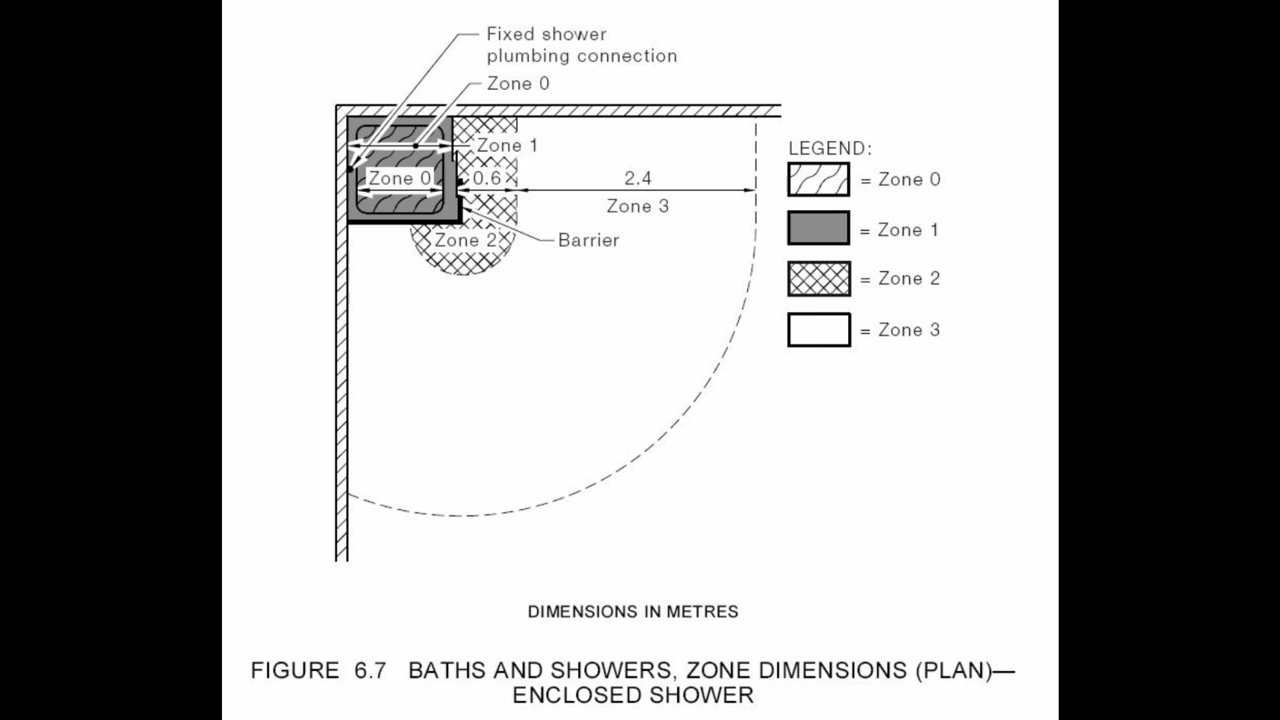 Fixed shower
plumbing connection
Zone 0
Zone 1
Zone 0
0.6
2.4
Zone 3
Zone 2
Barrier
LEGEND:
= Zone 0
= Zone 1
= Zone 2
= Zone 3
DIMENSIONS IN METRES
FIGURE 6.7 BATHS AND SHOWERS, ZONE DIMENSIONS (PLAN)—
ENCLOSED SHOWER